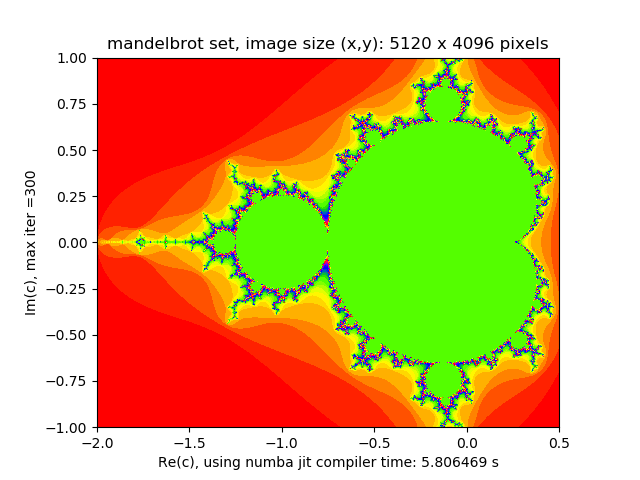 mandelbrot set, image size (x,y): 5120 x 4096 pixels
1.00
0.75
0.50
0.25
0.00
−0.25
−0.50
−0.75
−1.00
Im(c), max iter =300
−2.0 −1.5 −1.0 −0.5 0.0 0.5
Re(c), using numba jit compiler time: 5.806469 s